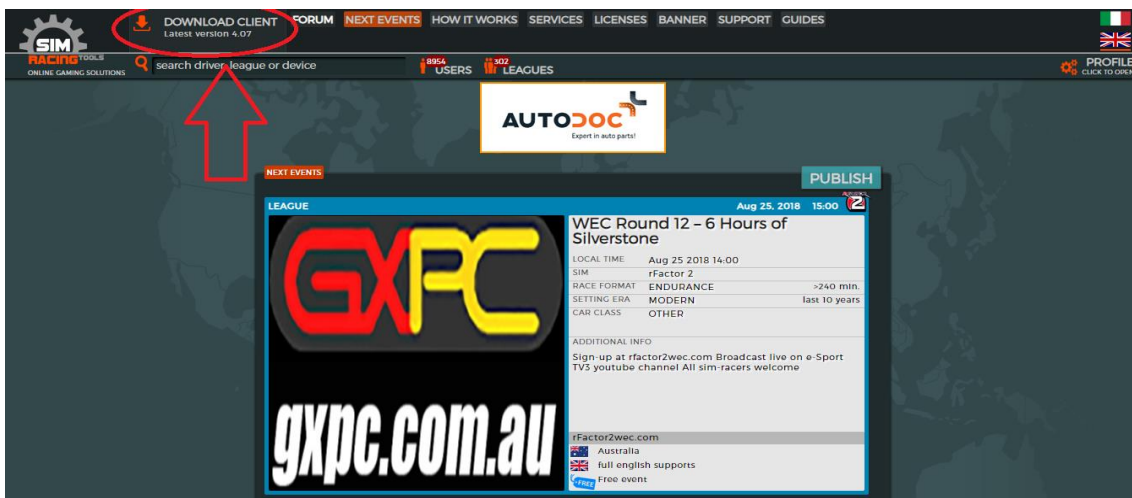 DOWNLOAD CLIENT
Latest version 4.07
FORUM NEXT EVENTS HOW IT WORKS SERVICES LICENSES BANNER SUPPORT GUIDES
SIM
RACING TOOLS
ONLINE GAMING SOLUTIONS
search driver, league or device
8954 USERS
302 LEAGUES
PROFILE
CLICK TO OPEN
AUTODOC
Expert in auto parts!
NEXT EVENTS
PUBLISH
LEAGUE Aug 25, 2018 15:00 2
GXPC
gxpc.com.au
WEC Round 12 – 6 Hours of
Silverstone
LOCAL TIME Aug 25 2018 14:00
SIM rFactor 2
RACE FORMAT ENDURANCE >240 min.
SETTING ERA MODERN last 10 years
CAR CLASS OTHER
ADDITIONAL INFO
Sign-up at rfactor2wec.com Broadcast live on e-Sport
TV3 youtube channel All sim-racers welcome
rFactor2wec.com
Australia
full english supports
FREE Free event